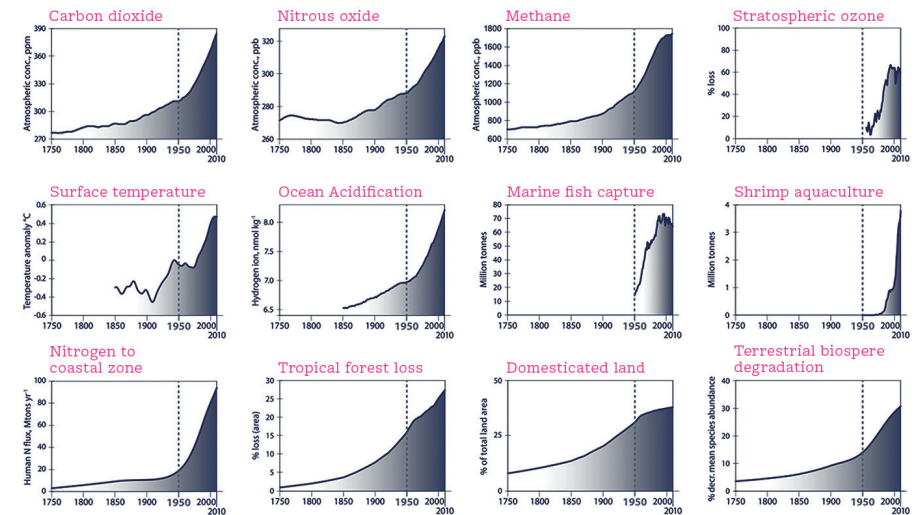 Carbon dioxide
Atmospheric conc., ppm
390
360
330
300
270
1750 1800 1850 1900 1950 2000
2010
Nitrous oxide
Atmospheric conc., ppb
320
300
280
260
1750 1800 1850 1900 1950 2000
2010
Methane
Atmospheric conc., ppb
1800
1600
1400
1200
1000
800
600
1750 1800 1850 1900 1950 2000
2010
Stratospheric ozone
% loss
100
80
60
40
20
0
1750 1800 1850 1900 1950 2000
2010
Surface temperature
Temperature anomaly °C
0.6
0.4
0.2
0
-0.2
-0.4
-0.6
1750 1800 1850 1900 1950 2000
2010
Ocean Acidification
Hydrogen ion, nmol kg-1
8.0
7.5
7.0
6.5
1750 1800 1850 1900 1950 2000
2010
Marine fish capture
Million tonnes
80
70
60
50
40
30
20
10
0
1750 1800 1850 1900 1950 2000
2010
Shrimp aquaculture
Million tonnes
4
3
2
1
0
1750 1800 1850 1900 1950 2000
2010
Nitrogen to
coastal zone
Human N flux, Mtons yr-1
100
80
60
40
20
0
1750 1800 1850 1900 1950 2000
2010
Tropical forest loss
% loss (area)
30
25
20
15
10
5
0
1750 1800 1850 1900 1950 2000
2010
Domesticated land
% of total land area
50
25
0
1750 1800 1850 1900 1950 2000
2010
Terrestrial biospere
degradation
% decr. mean species abundance
40
30
20
10
0
1750 1800 1850 1900 1950 2000
2010